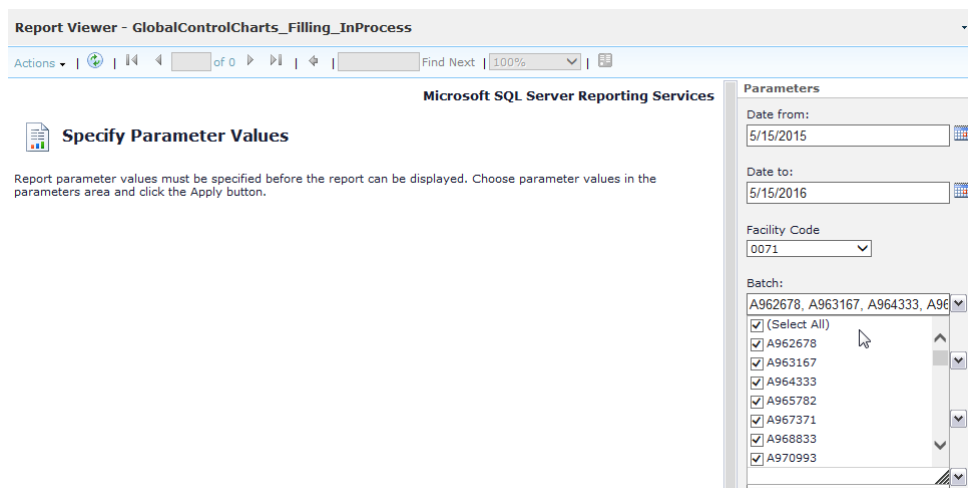 Report Viewer - GlobalControlCharts_Filling_InProcess
Actions of 0 Find Next 100%
Microsoft SQL Server Reporting Services
Specify Parameter Values
Report parameter values must be specified before the report can be displayed. Choose parameter values in the
parameters area and click the Apply button.
Parameters
Date from:
5/15/2015
Date to:
5/15/2016
Facility Code
0071
Batch:
A962678, A963167, A964333, A96
(Select All)
A962678
A963167
A964333
A965782
A967371
A968833
A970993